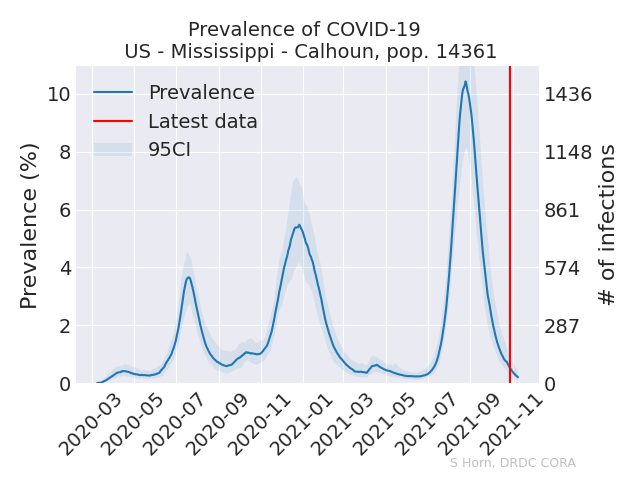 Prevalence of COVID-19
US - Mississippi - Calhoun, pop. 14361
Prevalence
Latest data
95CI
Prevalence (%)
10
8
6
4
2
0
1436
1148
861
574
287
0
# of infections
2020-03
2020-05
2020-07
2020-09
2020-11
2021-01
2021-03
2021-05
2021-07
2021-09
2021-11
S Horn, DRDC CORA